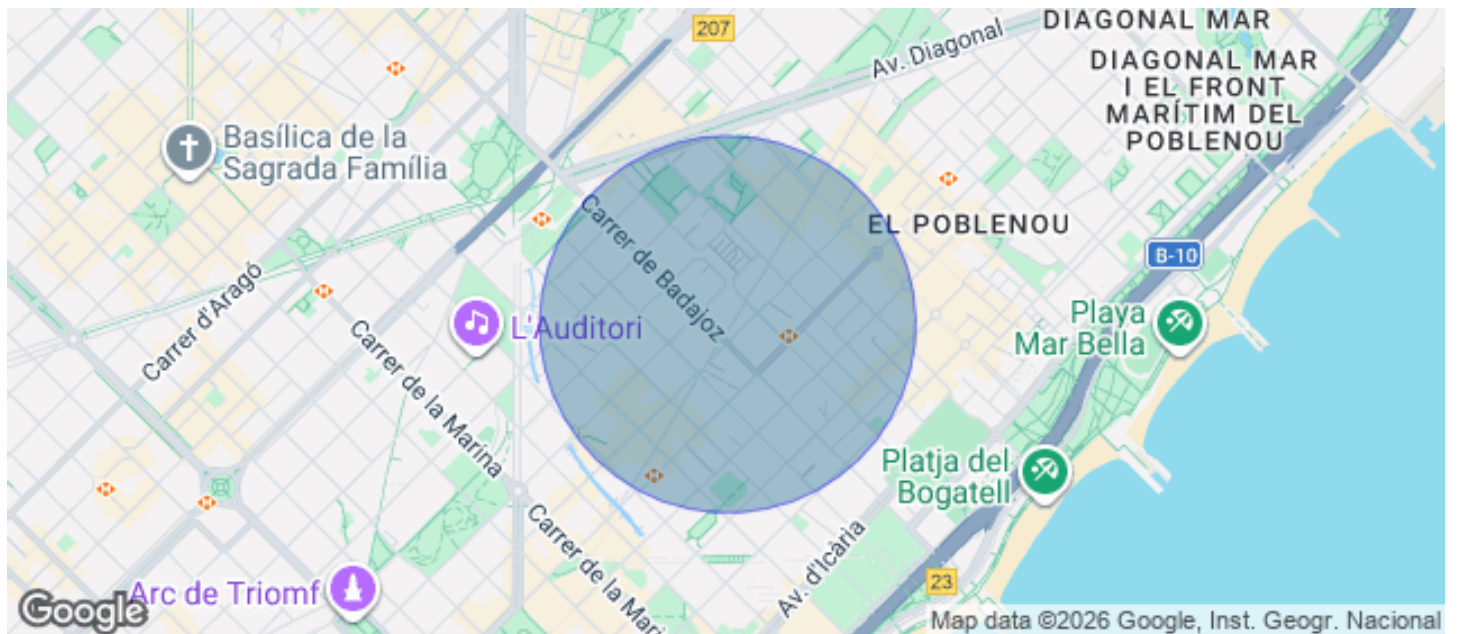 207
DIAGONAL MAR
Av. Diagonal
DIAGONAL MAR
I EL FRONT
MARÍTIM DEL
POBLENOU
Basílica de la
Sagrada Família
Carrer de Badajoz
EL POBLENOU
B-10
Carrer d'Aragó
L'Auditori
Playa
Mar Bella
Carrer de la Marina
Platja del
Bogatell
Carrer de la Mari
Av. d'Icària
23
Arc de Triomf
Google
Map data ©2026 Google, Inst. Geogr. Nacional